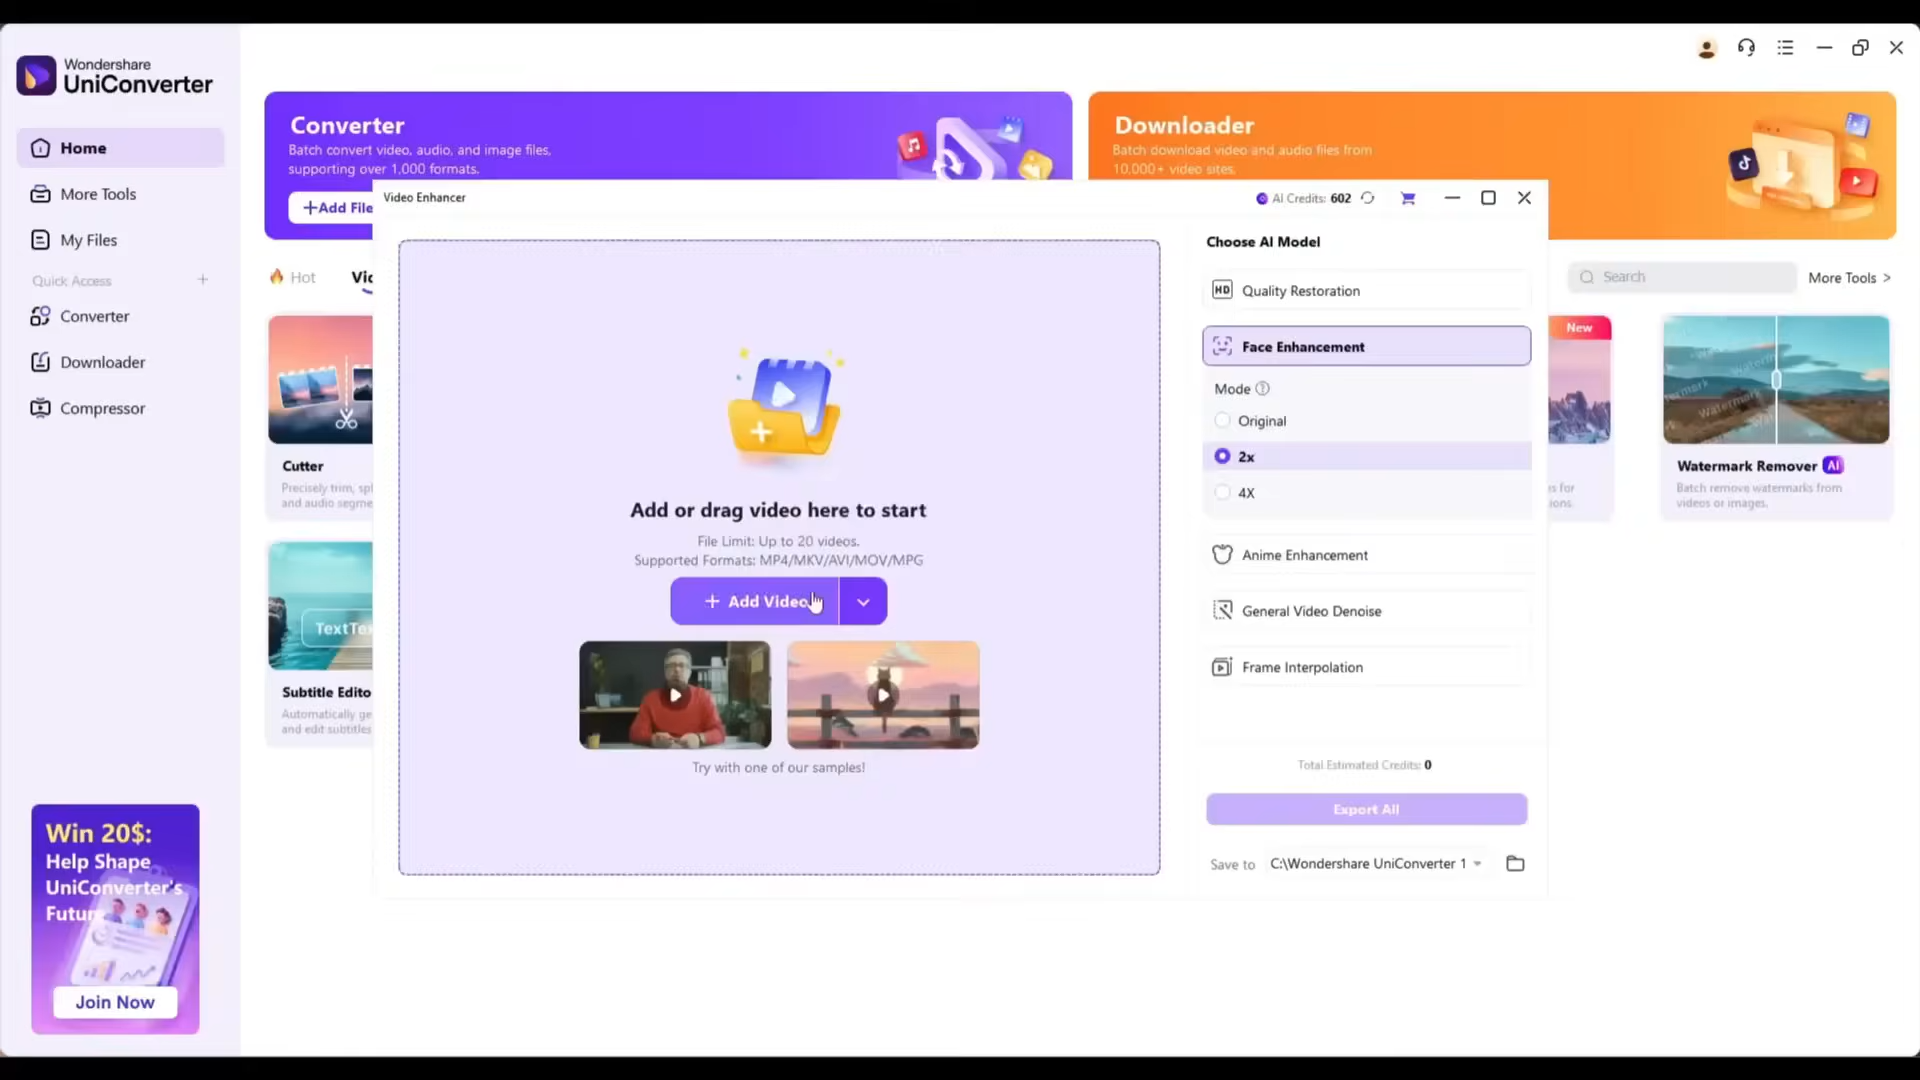 Wondershare
UniConverter
Home
More Tools
My Files
Quick Access +
Converter
Downloader
Compressor
Win 20$:
Help Shape
UniConverter's
Join Now
Converter
Batch convert video, audio, and image files,
supporting over 1,000 formats.
Downloader
Batch download video and audio files from
10,000+ video sites.
Hot
Search
More Tools >
Cutter
New
Watermark Remover AI
Batch remove watermarks from
videos or images.
Video Enhancer
AI Credits: 602
Add or drag video here to start
File Limit: Up to 20 videos.
Supported Formats: MP4/MKV/AVI/MOV/MPG
+ Add Video
Try with one of our samples!
Choose AI Model
HD Quality Restoration
Face Enhancement
Mode ?
Original
2x
4X
Anime Enhancement
General Video Denoise
Frame Interpolation
Total Estimated Credits: 0
Export All
Save to C:\Wondershare UniConverter 1